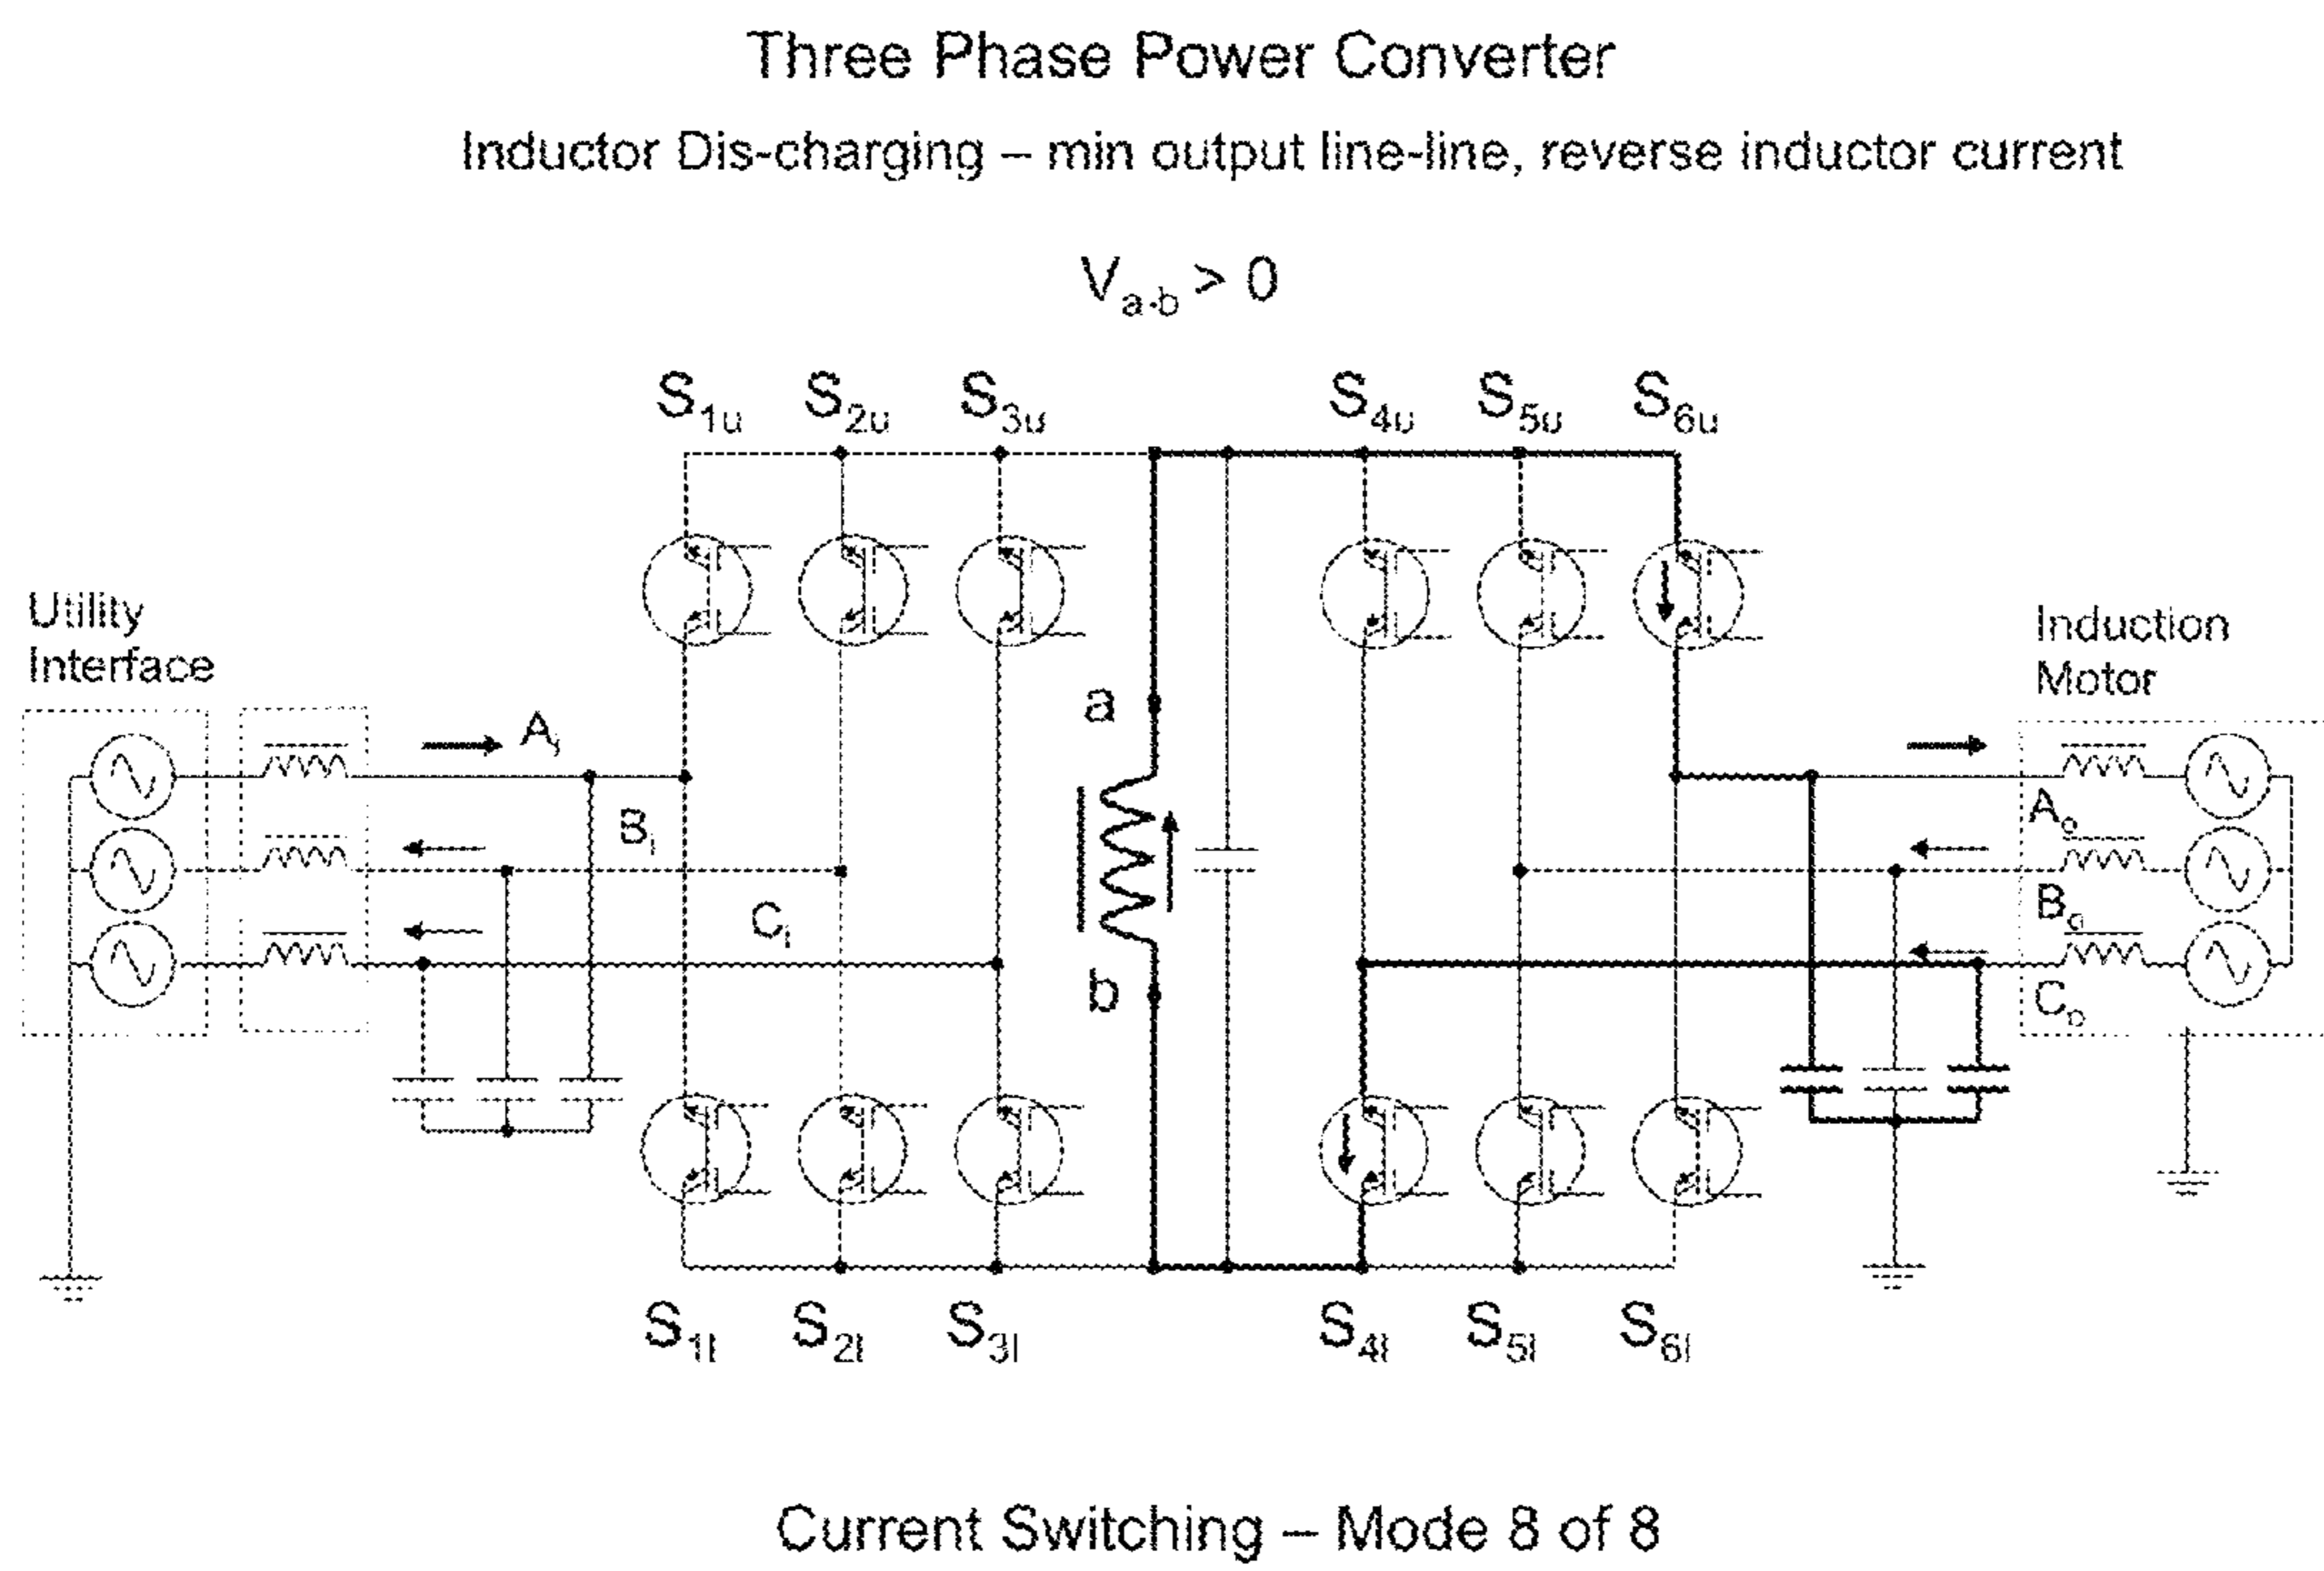 Three Phase Power Converter
Inductor Dis-charging – min output line-line, reverse inductor current
Va-b > 0
S1u S2u S3u S4u S5u S6u
Utility
Interface
Induction
Motor
a
Ai
Bi
Ao
Ci
Bo
b
Co
S1l S2l S3l S4l S5l S6l
Current Switching – Mode 8 of 8